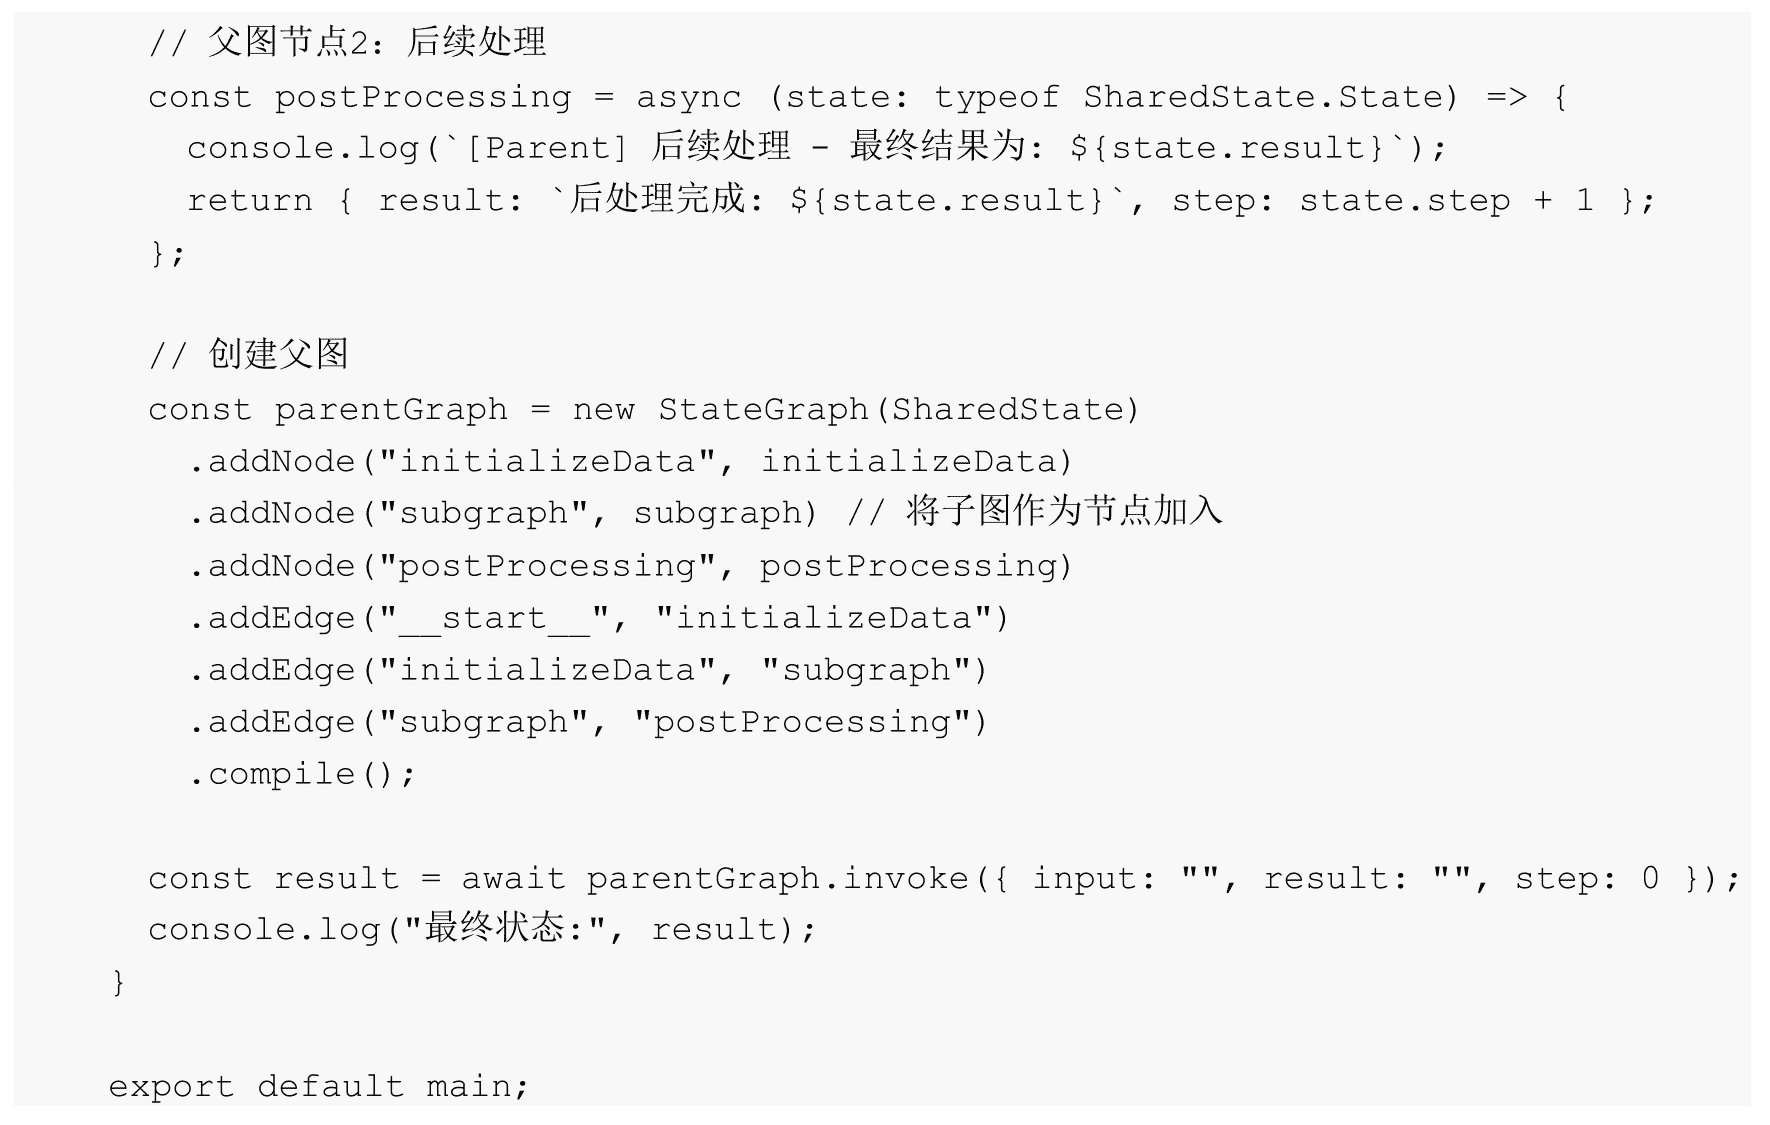 // 父图节点2: 后续处理
const postProcessing = async (state: typeof SharedState.State) => {
  console.log(`[Parent] 后续处理 - 最终结果为: ${state.result}`);
  return { result: `后处理完成: ${state.result}`, step: state.step + 1 };
};
// 创建父图
const parentGraph = new StateGraph(SharedState)
  .addNode("initializeData", initializeData)
  .addNode("subgraph", subgraph) // 将子图作为节点加入
  .addNode("postProcessing", postProcessing)
  .addEdge("__start__", "initializeData")
  .addEdge("initializeData", "subgraph")
  .addEdge("subgraph", "postProcessing")
  .compile();
const result = await parentGraph.invoke({ input: "", result: "", step: 0 });
console.log("最终状态:", result);
}
export default main;